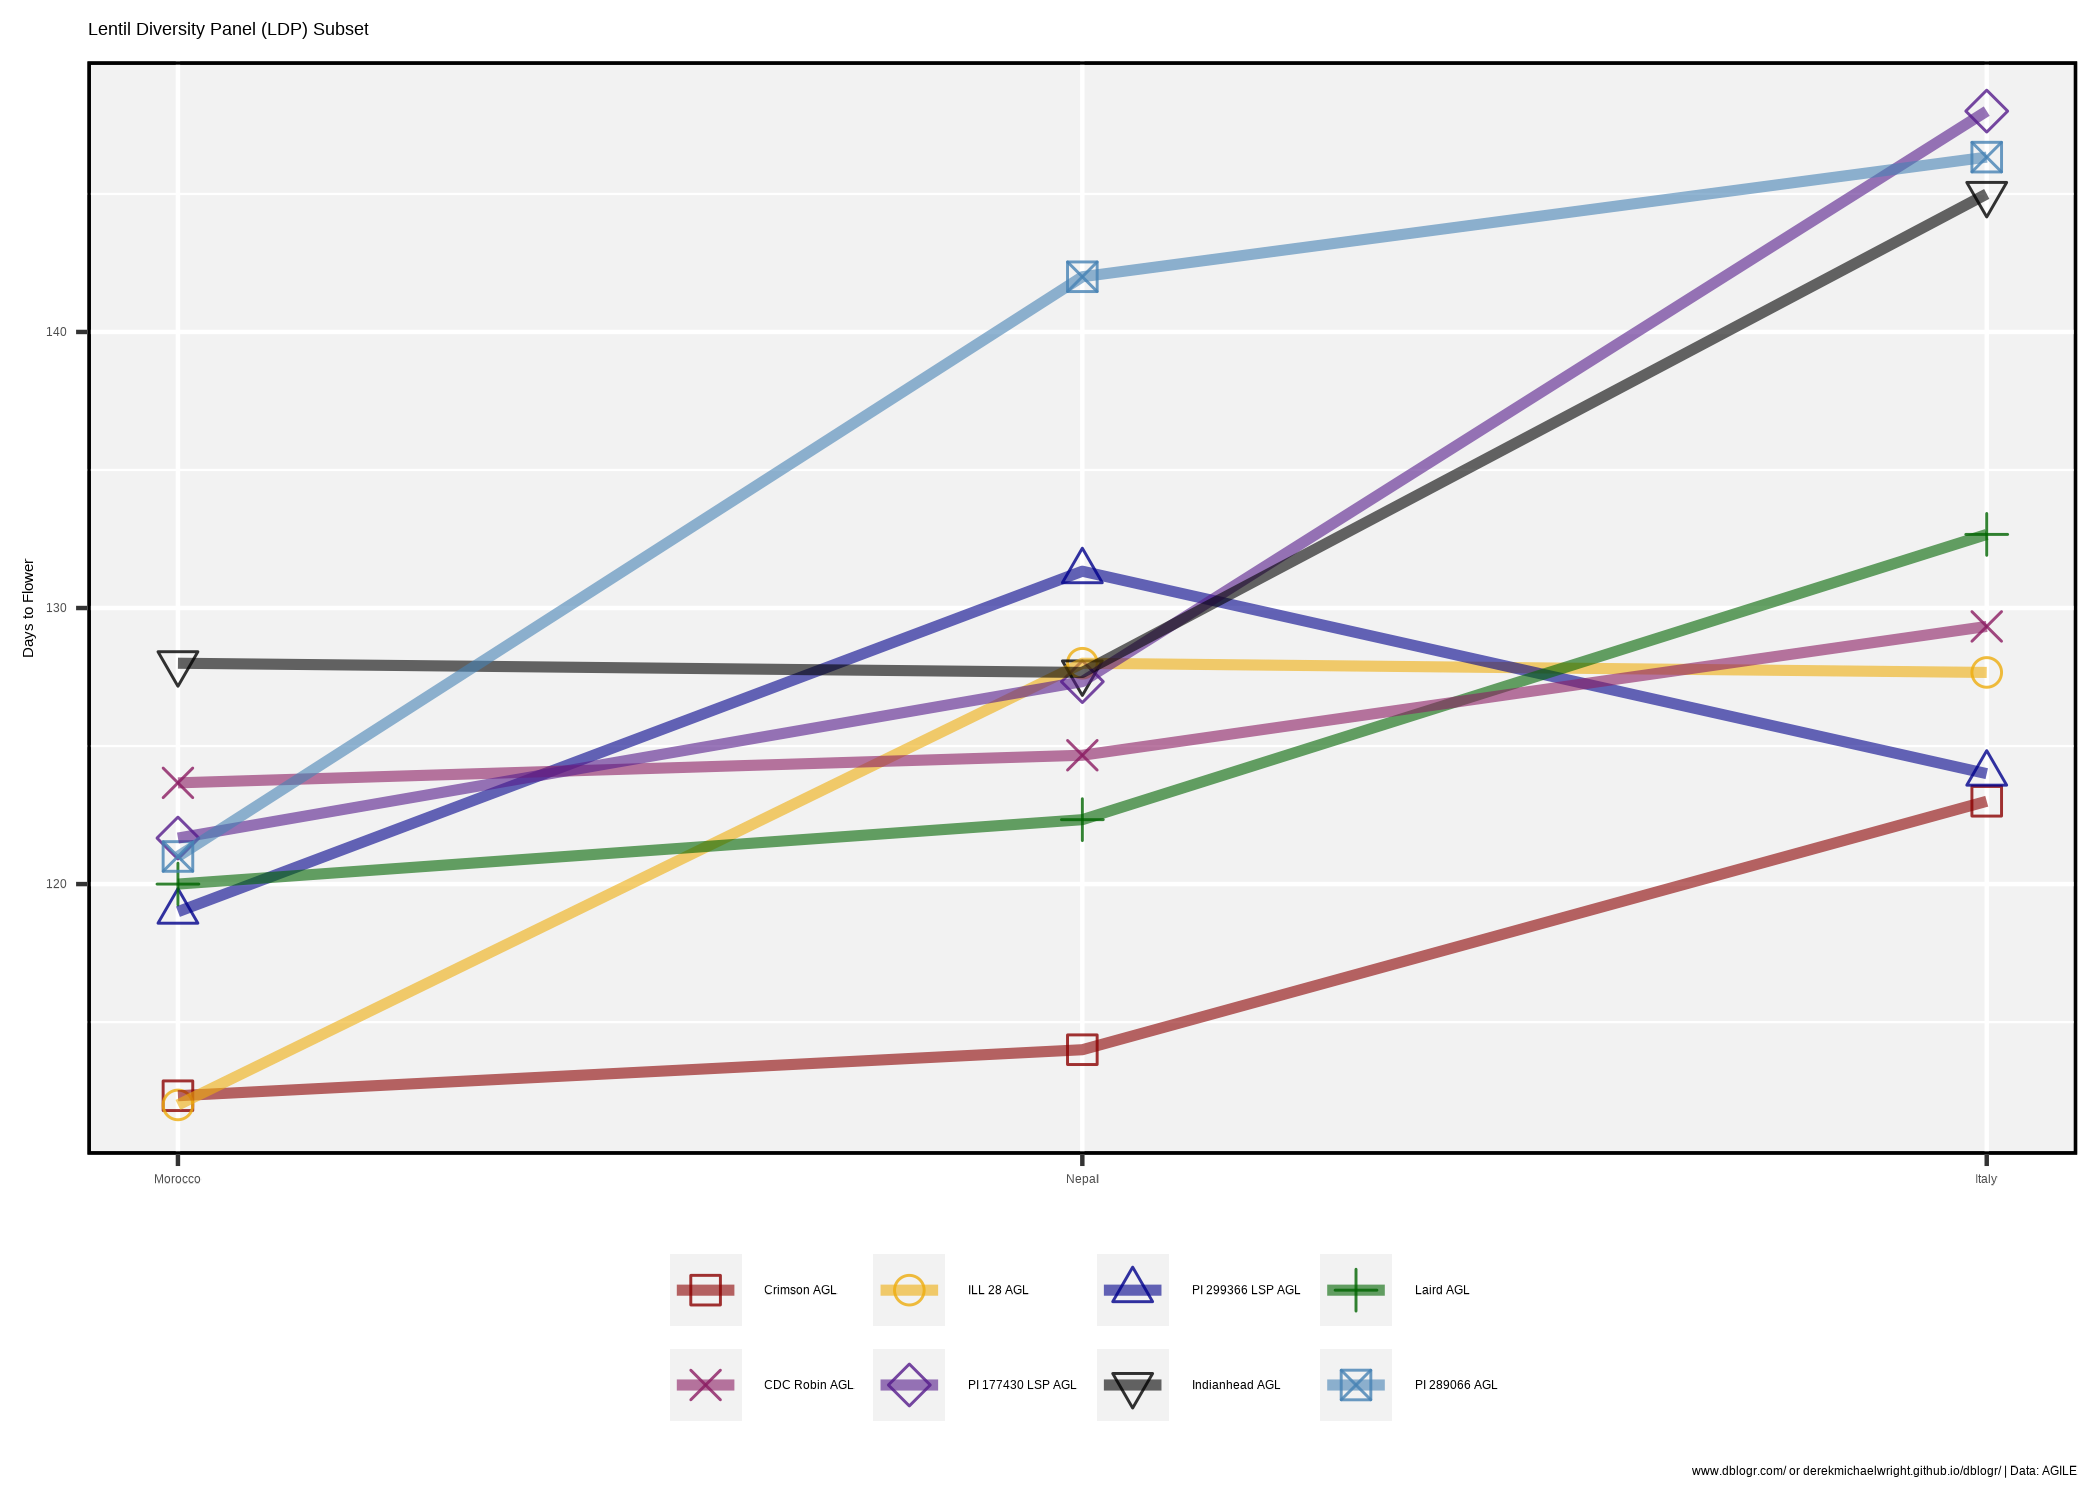 Lentil Diversity Panel (LDP) Subset
Days to Flower
140
130
120
Morocco Nepal Italy
Crimson AGL ILL 28 AGL PI 299366 LSP AGL Laird AGL
CDC Robin AGL PI 177430 LSP AGL Indianhead AGL PI 289066 AGL
www.dblogr.com/ or derekmichaelwright.github.io/dblogr/ | Data: AGILE